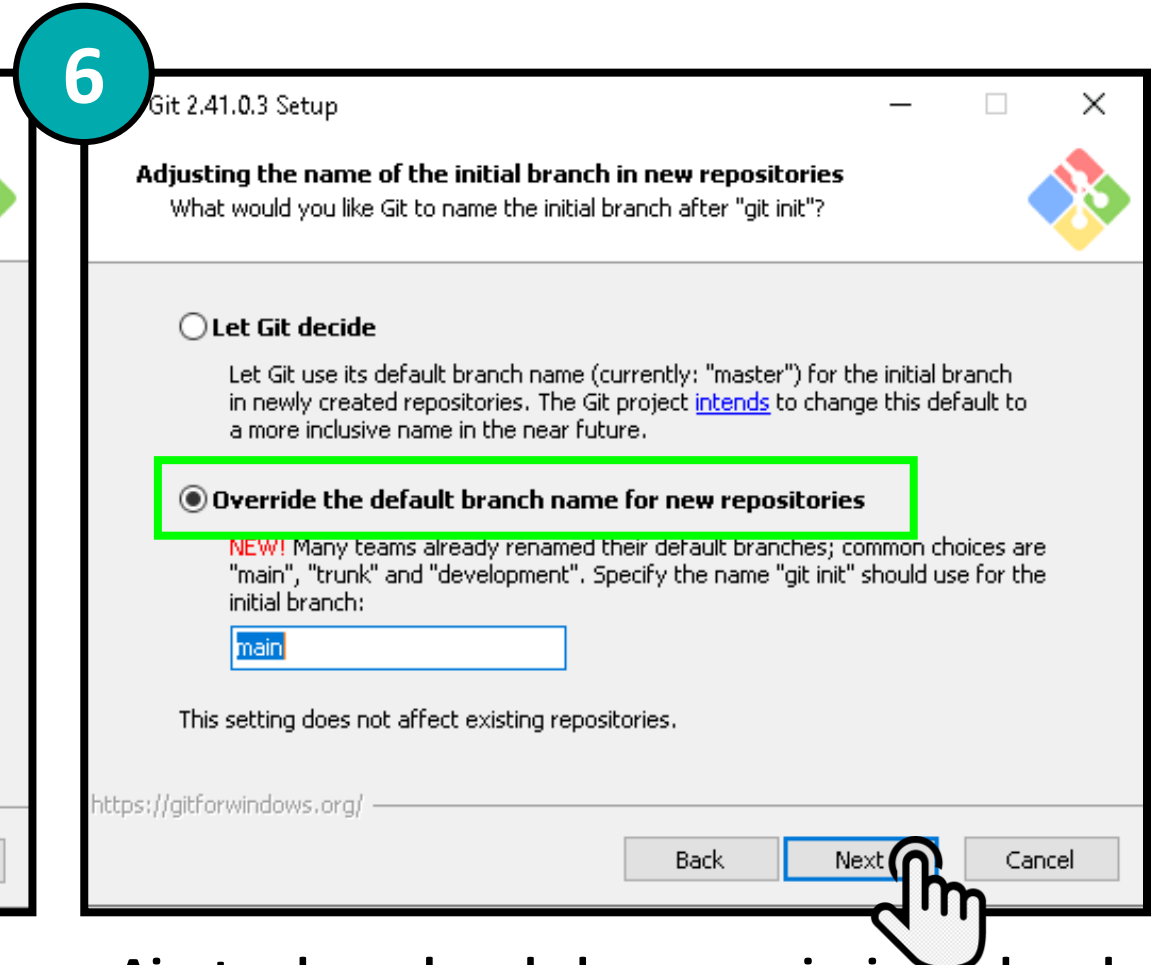 6
Git 2.41.0.3 Setup
Adjusting the name of the initial branch in new repositories
What would you like Git to name the initial branch after "git init"?
Let Git decide
Let Git use its default branch name (currently: "master") for the initial branch
in newly created repositories. The Git project intends to change this default to
a more inclusive name in the near future.
Override the default branch name for new repositories
NEW! Many teams already renamed their default branches; common choices are
"main", "trunk" and "development". Specify the name "git init" should use for the
initial branch:
main
This setting does not affect existing repositories.
https://gitforwindows.org/
Back
Next
Cancel